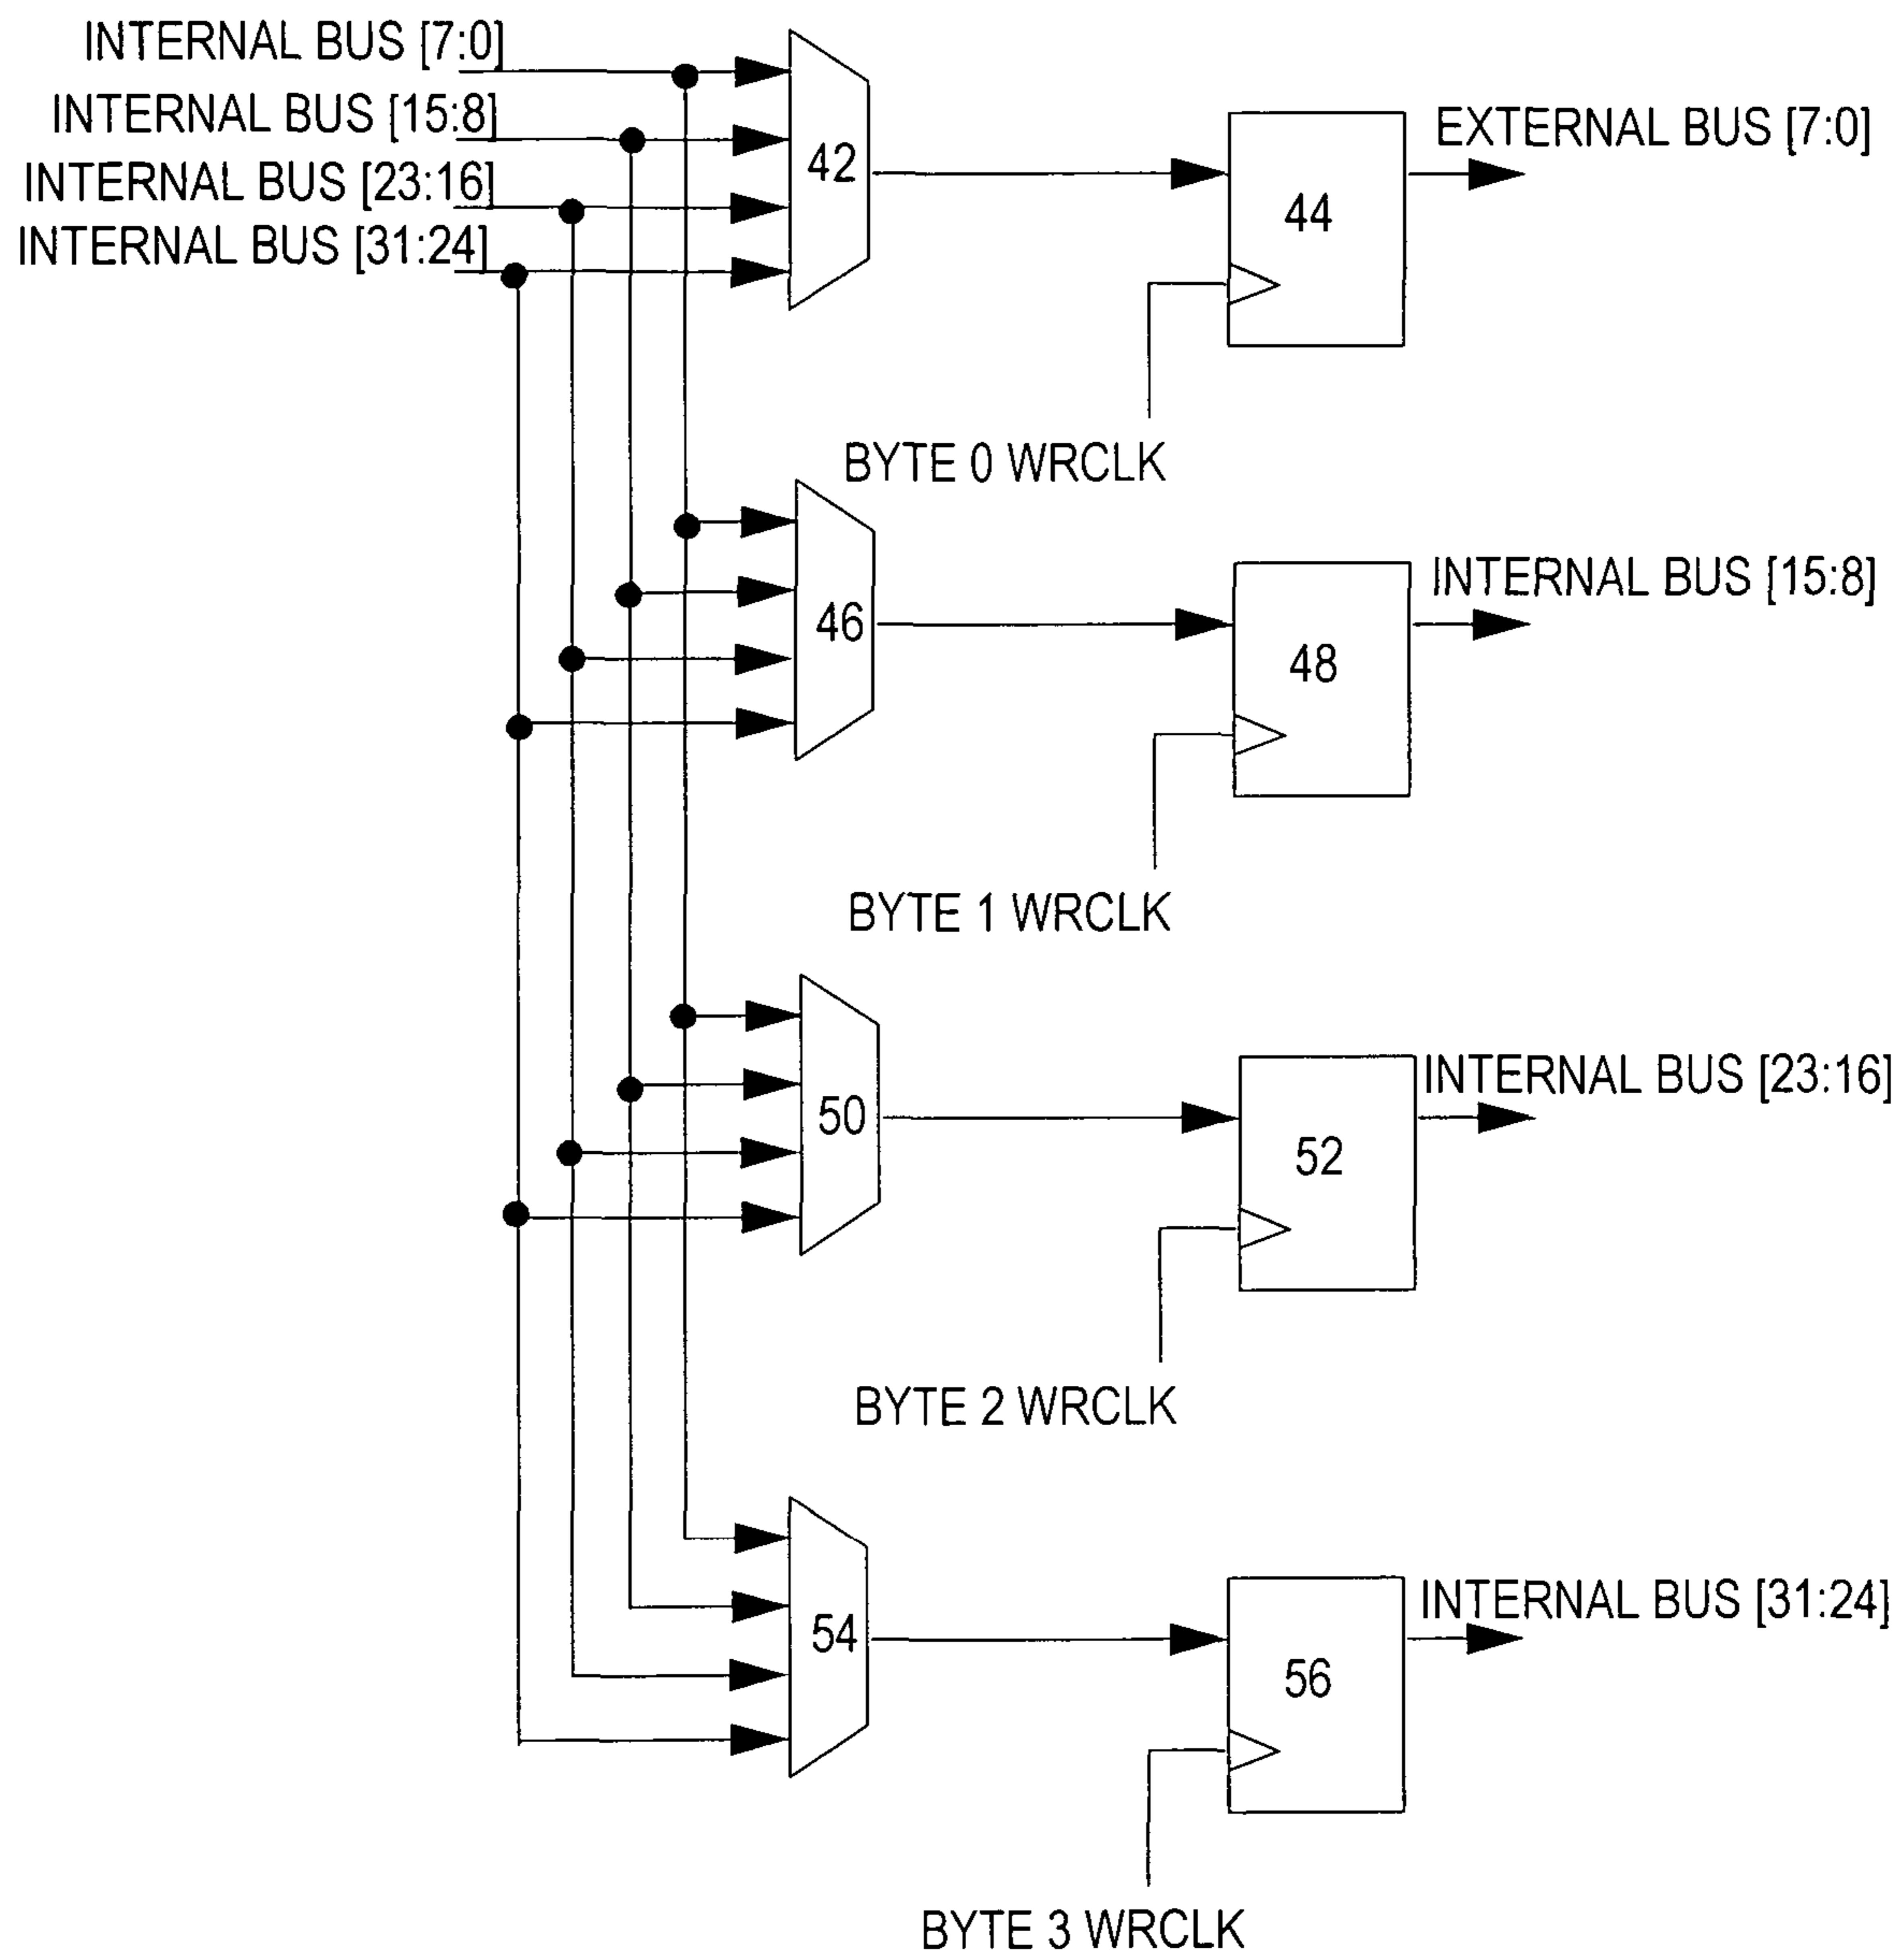 INTERNAL BUS [7:0]
INTERNAL BUS [15:8]
INTERNAL BUS [23:16]
INTERNAL BUS [31:24]
42
44
EXTERNAL BUS [7:0]
BYTE 0 WRCLK
46
48
INTERNAL BUS [15:8]
BYTE 1 WRCLK
50
52
INTERNAL BUS [23:16]
BYTE 2 WRCLK
54
56
INTERNAL BUS [31:24]
BYTE 3 WRCLK